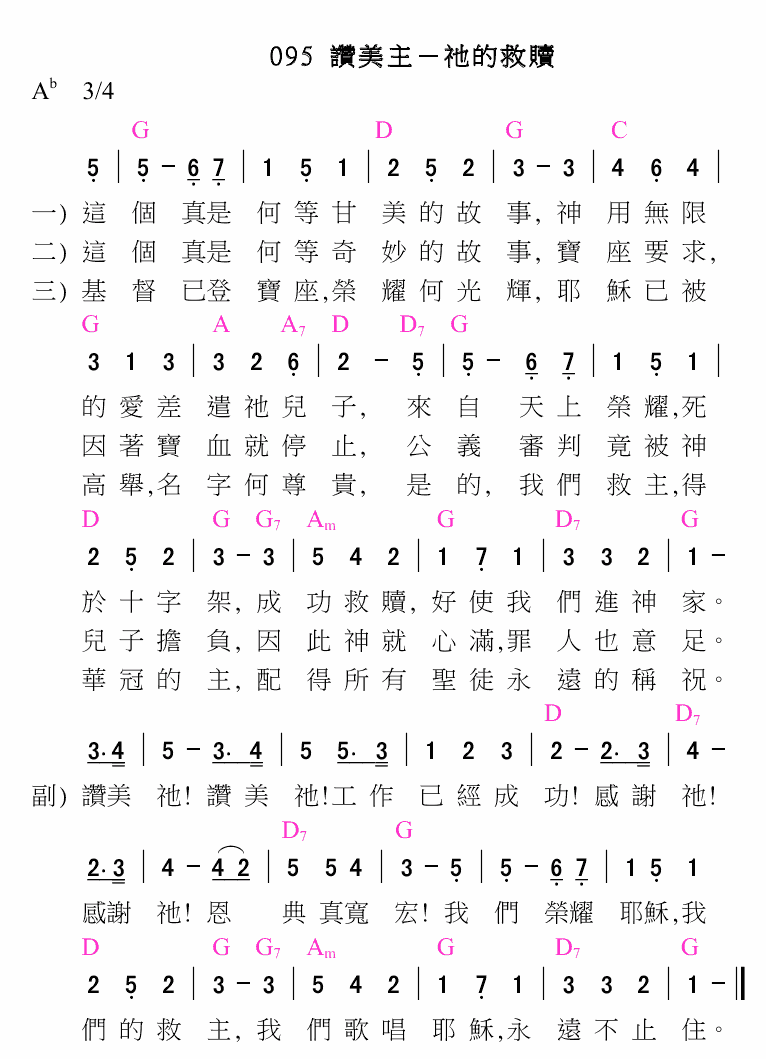 095 讚美主－祂的救贖
Ab 3/4
G D G C
5 | 5 - 6 7 | 1 5 1 | 2 5 2 | 3 - 3 | 4 6 4 |
一) 這 個 真是 何 等 甘 美 的 故 事, 神 用 無 限
二) 這 個 真是 何 等 奇 妙 的 故 事, 寶 座 要 求,
三) 基 督 已登 寶 座,榮 耀 何 光 輝, 耶 穌 已 被
G A A7 D D7 G
3 1 3 | 3 2 6 | 2 - 5 | 5 - 6 7 | 1 5 1 |
的 愛 差 遣 祂 兒 子, 來 自 天 上 榮 耀,死
因 著 寶 血 就 停 止, 公 義 審 判 竟 被 神
高 舉,名 字 何 尊 貴, 是 的, 我 們 救 主,得
D G G7 Am G D7 G
2 5 2 | 3 - 3 | 5 4 2 | 1 7 1 | 3 3 2 | 1 -
於 十 字 架, 成 功 救 贖, 好 使 我 們 進 神 家。
兒 子 擔 負, 因 此 神 就 心 滿,罪 人 也 意 足。
華 冠 的 主, 配 得 所 有 聖 徒 永 遠 的 稱 祝。
D D7
3. 4 | 5 - 3. 4 | 5 5. 3 | 1 2 3 | 2 - 2. 3 | 4 -
副) 讚美 祂! 讚 美 祂!工 作 已 經 成 功! 感 謝 祂!
D7 G
2. 3 | 4 - 4 2 | 5 5 4 | 3 - 5 | 5 - 6 7 | 1 5 1
感謝 祂! 恩 典 真寬 宏! 我 們 榮耀 耶穌,我
D G G7 Am G D7 G
2 5 2 | 3 - 3 | 5 4 2 | 1 7 1 | 3 3 2 | 1 - ||
們 的 救 主, 我 們 歌 唱 耶 穌,永 遠 不 止 住。